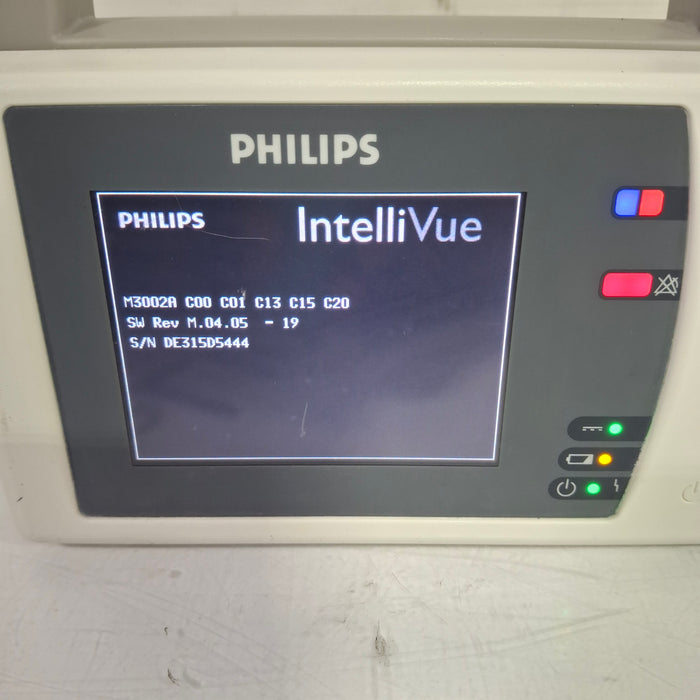 PHILIPS
PHILIPS IntelliVue
M3002A C00 C01 C13 C15 C20
SW Rev M.04.05 - 19
S/N DE315D5444